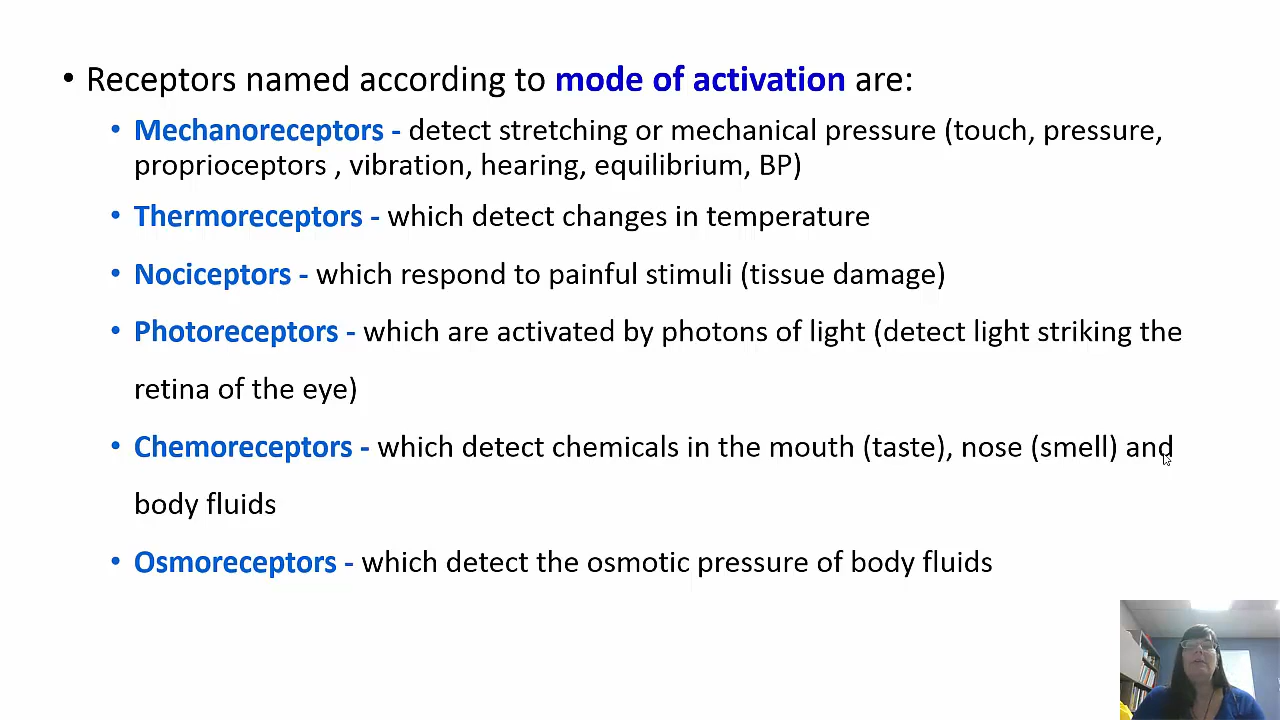 • Receptors named according to mode of activation are:
• Mechanoreceptors - detect stretching or mechanical pressure (touch, pressure,
proprioceptors , vibration, hearing, equilibrium, BP)
• Thermoreceptors - which detect changes in temperature
• Nociceptors - which respond to painful stimuli (tissue damage)
• Photoreceptors - which are activated by photons of light (detect light striking the
retina of the eye)
• Chemoreceptors - which detect chemicals in the mouth (taste), nose (smell) and
body fluids
• Osmoreceptors - which detect the osmotic pressure of body fluids